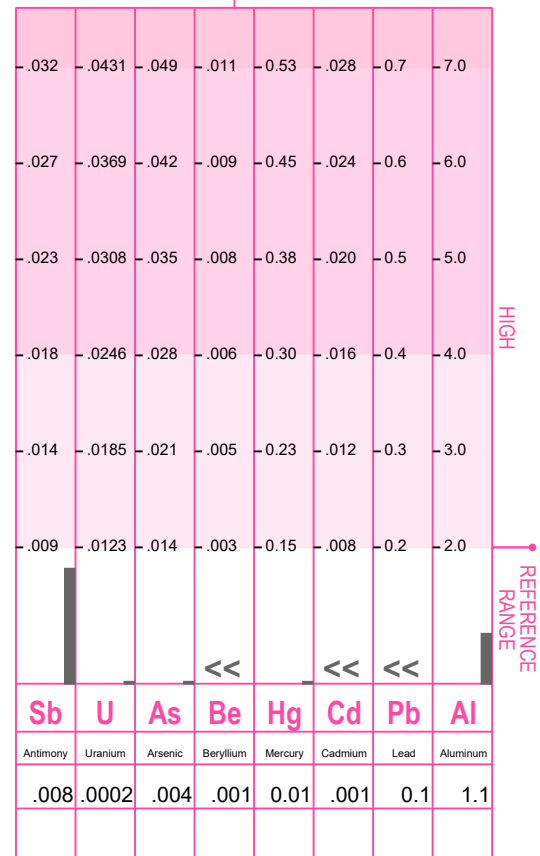 .032 .0431 .049 .011 0.53 .028 0.7 7.0
.027 .0369 .042 .009 0.45 .024 0.6 6.0
.023 .0308 .035 .008 0.38 .020 0.5 5.0
HIGH
.018 .0246 .028 .006 0.30 .016 0.4 4.0
.014 .0185 .021 .005 0.23 .012 0.3 3.0
.009 .0123 .014 .003 0.15 .008 0.2 2.0
REFERENCE
RANGE
<< << <<
Sb U As Be Hg Cd Pb Al
Antimony Uranium Arsenic Beryllium Mercury Cadmium Lead Aluminum
.008 .0002 .004 .001 0.01 .001 0.1 1.1